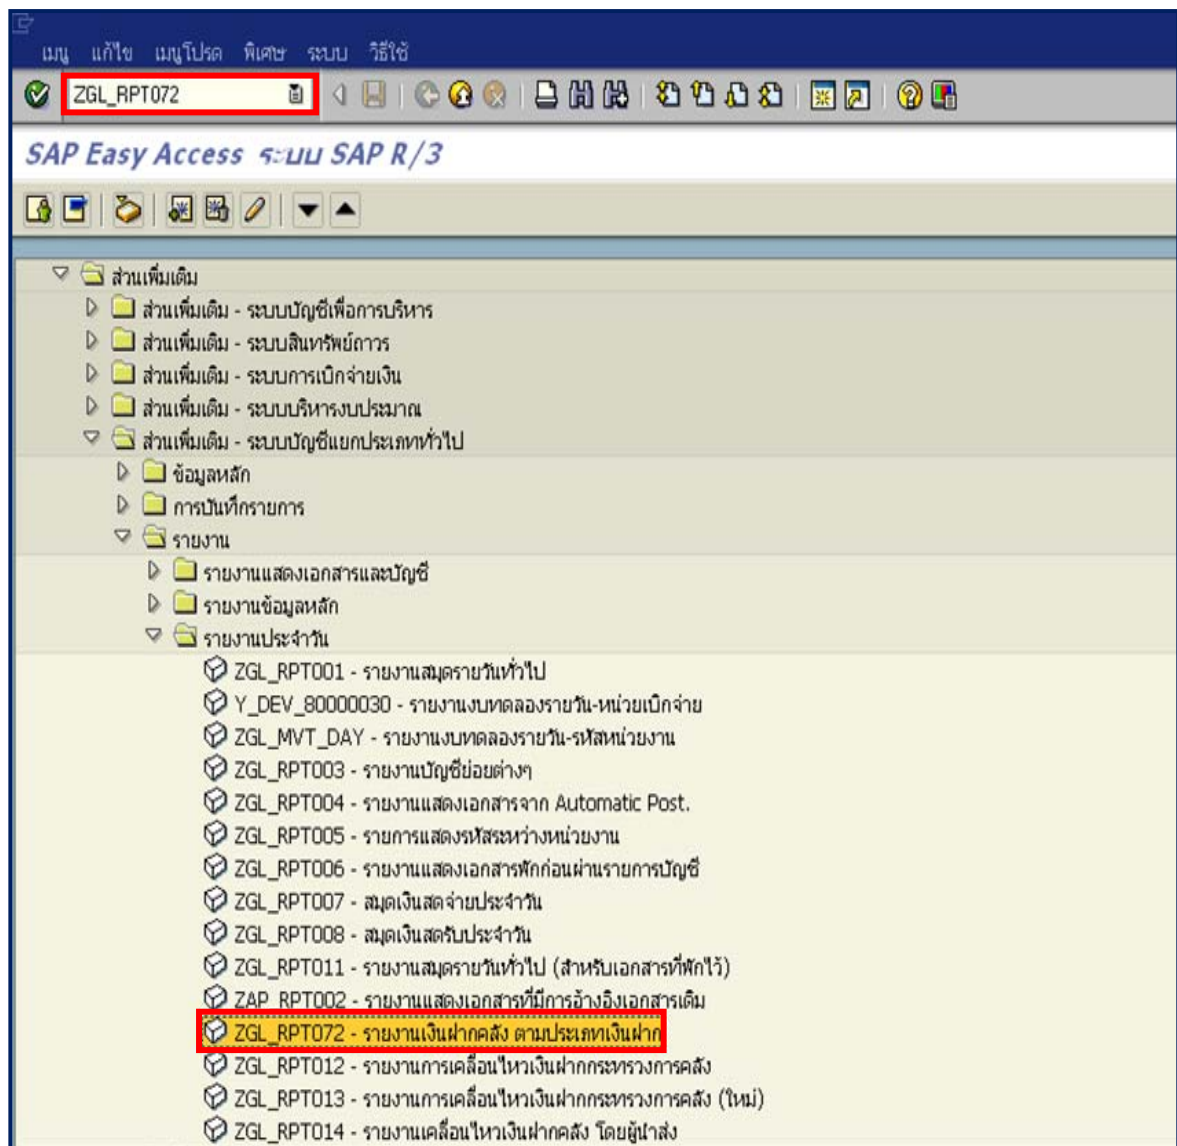 เมนู แก้ไข เมนูโปรด พิเศษ ระบบ วิธีใช้
ZGL_RPT072
SAP Easy Access ระบบ SAP R/3
ส่วนเพิ่มเติม
ส่วนเพิ่มเติม - ระบบบัญชีเพื่อการบริหาร
ส่วนเพิ่มเติม - ระบบสินทรัพย์ถาวร
ส่วนเพิ่มเติม - ระบบการเบิกจ่ายเงิน
ส่วนเพิ่มเติม - ระบบบริหารงบประมาณ
ส่วนเพิ่มเติม - ระบบบัญชีแยกประเภททั่วไป
ข้อมูลหลัก
การบันทึกรายการ
รายงาน
รายงานแสดงเอกสารและบัญชี
รายงานข้อมูลหลัก
รายงานประจำวัน
ZGL_RPT001 - รายงานสมุดรายวันทั่วไป
Y_DEV_80000030 - รายงานงบทดลองรายวัน-หน่วยเบิกจ่าย
ZGL_MVT_DAY - รายงานงบทดลองรายวัน-รหัสหน่วยงาน
ZGL_RPT003 - รายงานบัญชีย่อยต่างๆ
ZGL_RPT004 - รายงานแสดงเอกสารจาก Automatic Post.
ZGL_RPT005 - รายการแสดงรหัสระหว่างหน่วยงาน
ZGL_RPT006 - รายงานแสดงเอกสารพักก่อนผ่านรายการบัญชี
ZGL_RPT007 - สมุดเงินสดจ่ายประจำวัน
ZGL_RPT008 - สมุดเงินสดรับประจำวัน
ZGL_RPT011 - รายงานสมุดรายวันทั่วไป (สำหรับเอกสารที่พักไว้)
ZAP_RPT002 - รายงานแสดงเอกสารที่มีการอ้างอิงเอกสารเดิม
ZGL_RPT072 - รายงานเงินฝากคลัง ตามประเภทเงินฝาก
ZGL_RPT012 - รายงานการเคลื่อนไหวเงินฝากกระทรวงการคลัง
ZGL_RPT013 - รายงานการเคลื่อนไหวเงินฝากกระทรวงการคลัง (ใหม่)
ZGL_RPT014 - รายงานเคลื่อนไหวเงินฝากคลัง โดยผู้นำส่ง